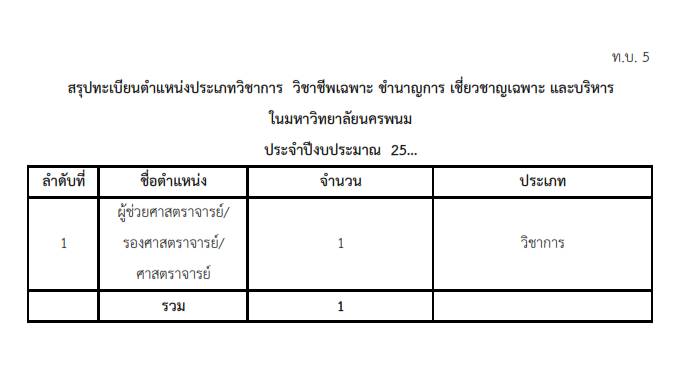 ท.บ. 5
สรุปทะเบียนตำแหน่งประเภทวิชาการ วิชาชีพเฉพาะ ชำนาญการ เชี่ยวชาญเฉพาะ และบริหาร
ในมหาวิทยาลัยนครพนม
ประจำปีงบประมาณ 25...
ลำดับที่ ชื่อตำแหน่ง จำนวน ประเภท
ผู้ช่วยศาสตราจารย์/
1 รองศาสตราจารย์/ 1 วิชาการ
ศาสตราจารย์
รวม 1